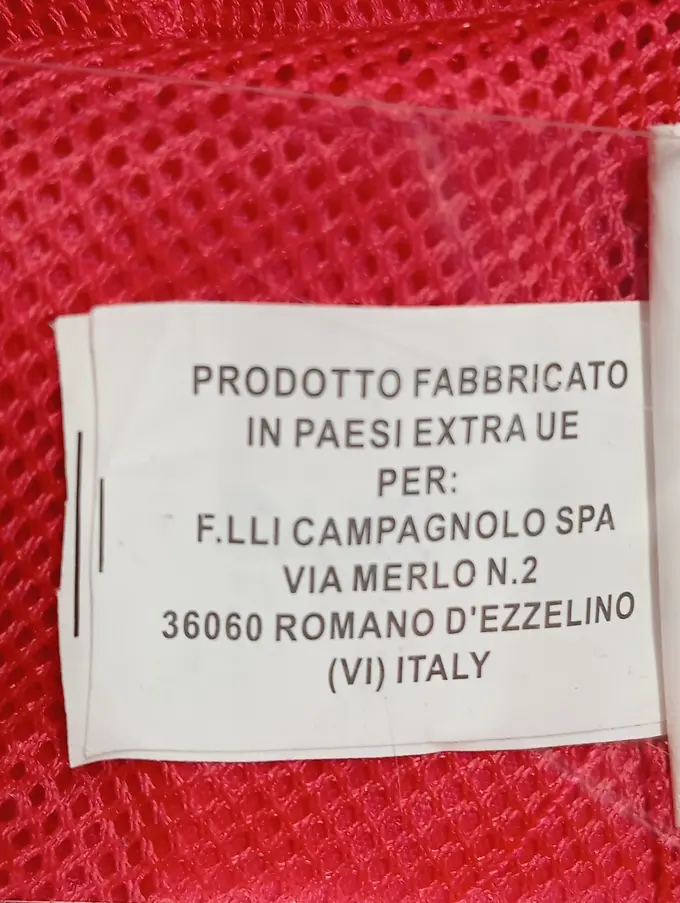 PRODOTTO FABBRICATO
IN PAESI EXTRA UE
PER:
F.LLI CAMPAGNOLO SPA
VIA MERLO N.2
36060 ROMANO D'EZZELINO
(VI) ITALY